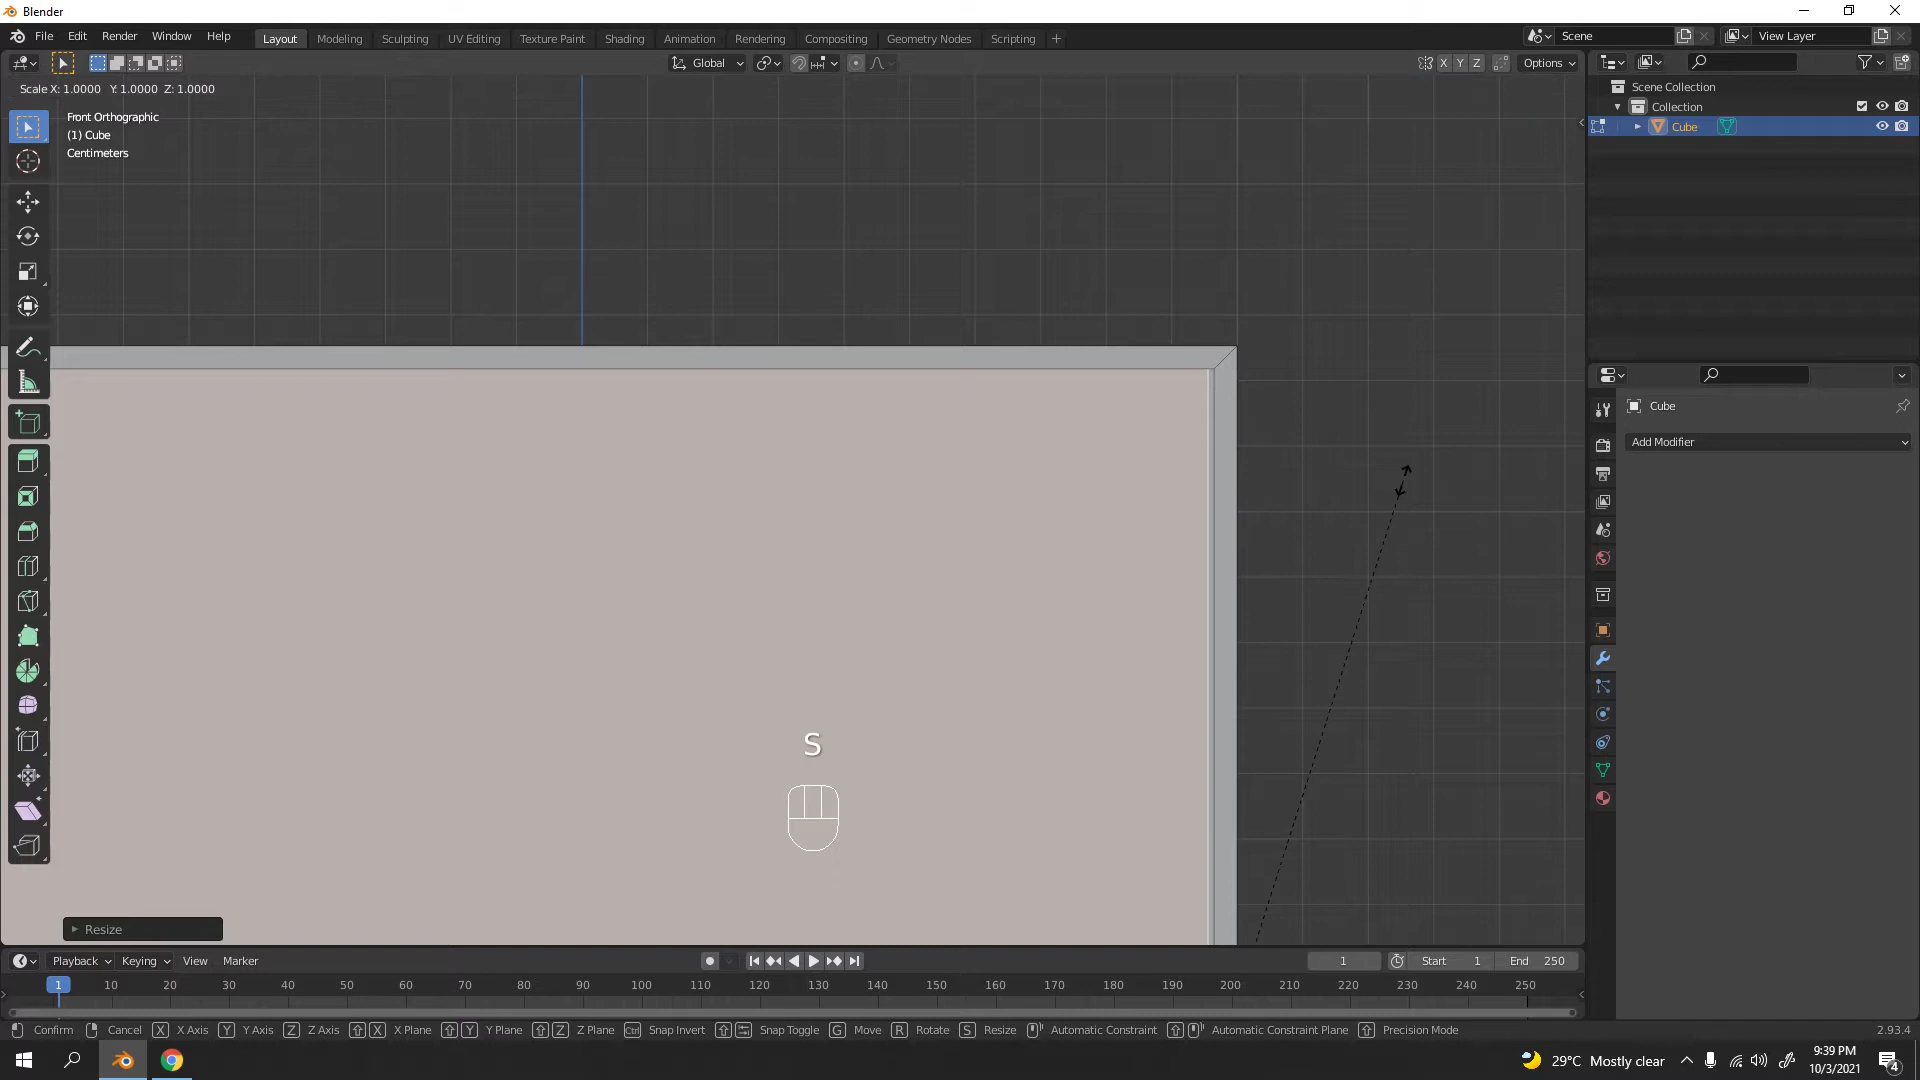 Blender
File Edit Render Window Help
Layout Modeling Sculpting UV Editing Texture Paint Shading Animation Rendering Compositing Geometry Nodes Scripting +
Scene
View Layer
Global
X Y Z
Options
Scale X: 1.0000 Y: 1.0000 Z: 1.0000
Front Orthographic
(1) Cube
Centimeters
Scene Collection
Collection
Cube
Cube
Add Modifier
S
Resize
Playback Keying View Marker
1
Start 1
End 250
1 10 20 30 40 50 60 70 80 90 100 110 120 130 140 150 160 170 180 190 200 210 220 230 240 250
Confirm Cancel X X Axis Y Y Axis Z Z Axis X X Plane Y Y Plane Z Z Plane Ctrl Snap Invert Snap Toggle G Move R Rotate S Resize Automatic Constraint Automatic Constraint Plane Precision Mode
2.93.4
29°C Mostly clear
9:39 PM
10/3/2021
4